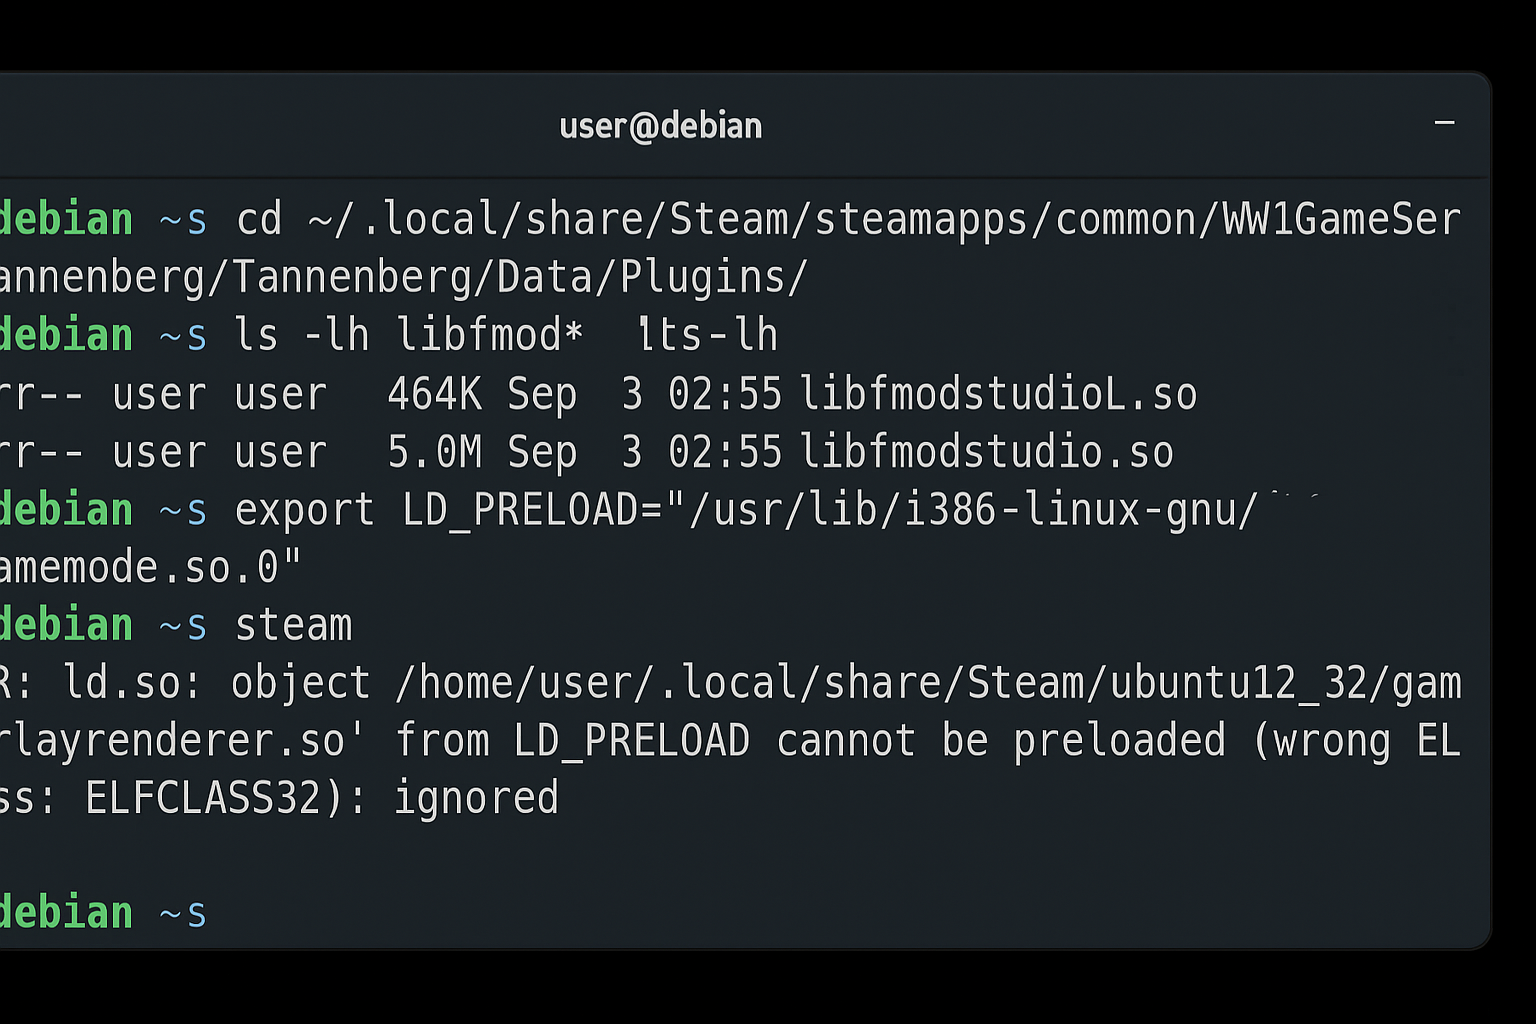 user@debian
debian ~s cd ~/.local/share/Steam/steamapps/common/WW1GameSer
annenberg/Tannenberg/Data/Plugins/
debian ~s ls -lh libfmod* lts-lh
rr-- user user 464K Sep 3 02:55 libfmodstudioL.so
rr-- user user 5.0M Sep 3 02:55 libfmodstudio.so
debian ~s export LD_PRELOAD="/usr/lib/i386-linux-gnu/
amemode.so.0"
debian ~s steam
R: ld.so: object /home/user/.local/share/Steam/ubuntu12_32/gam
rlayrenderer.so' from LD_PRELOAD cannot be preloaded (wrong EL
ss: ELFCLASS32): ignored
debian ~s